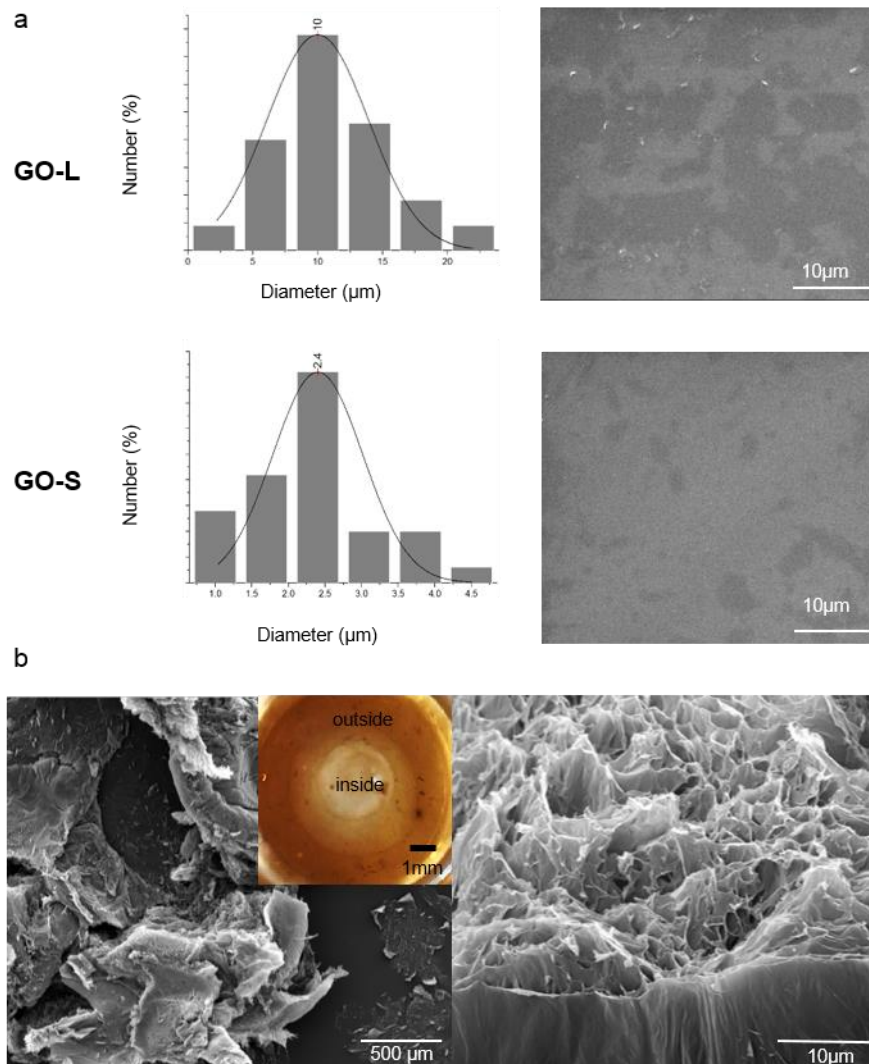 a
GO-L
Number (%)
10
0 5 10 15 20
Diameter (µm)
10µm
GO-S
Number (%)
2.4
1.0 1.5 2.0 2.5 3.0 3.5 4.0 4.5
Diameter (µm)
10µm
b
outside
inside
1mm
500 µm
10µm